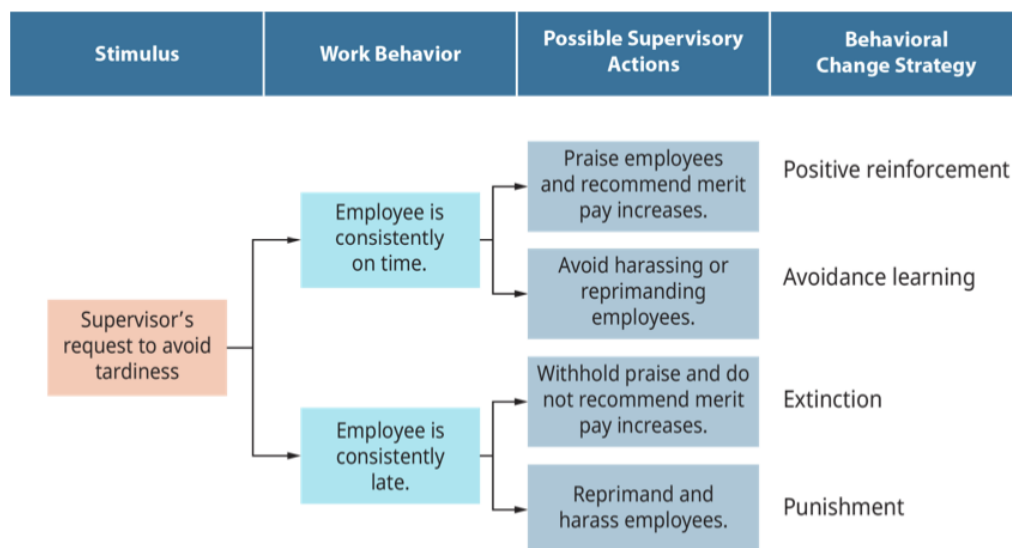 Stimulus
Work Behavior
Possible Supervisory
Actions
Behavioral
Change Strategy
Supervisor’s
request to avoid
tardiness
Employee is
consistently
on time.
Praise employees
and recommend merit
pay increases.
Positive reinforcement
Avoid harassing or
reprimanding
employees.
Avoidance learning
Employee is
consistently
late.
Withhold praise and do
not recommend merit
pay increases.
Extinction
Reprimand and
harass employees.
Punishment